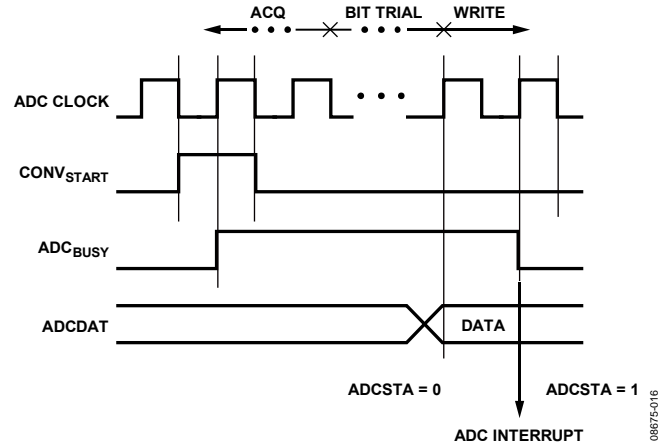 ACQ BIT TRIAL WRITE
ADC CLOCK
CONVSTART
ADCBUSY
ADCDAT
DATA
ADCSTA = 0 ADCSTA = 1
ADC INTERRUPT
08675-016